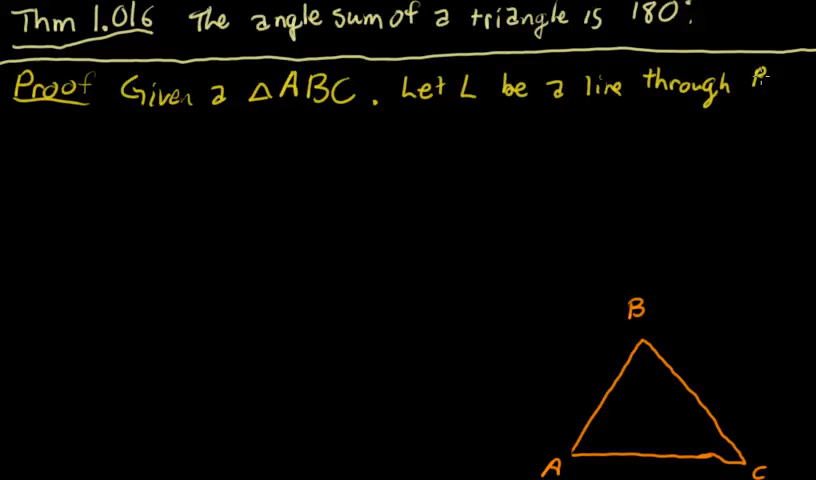 Thm 1.016 The angle sum of a triangle is 180°.
Proof Given a △ABC. Let L be a line through
B
A
C